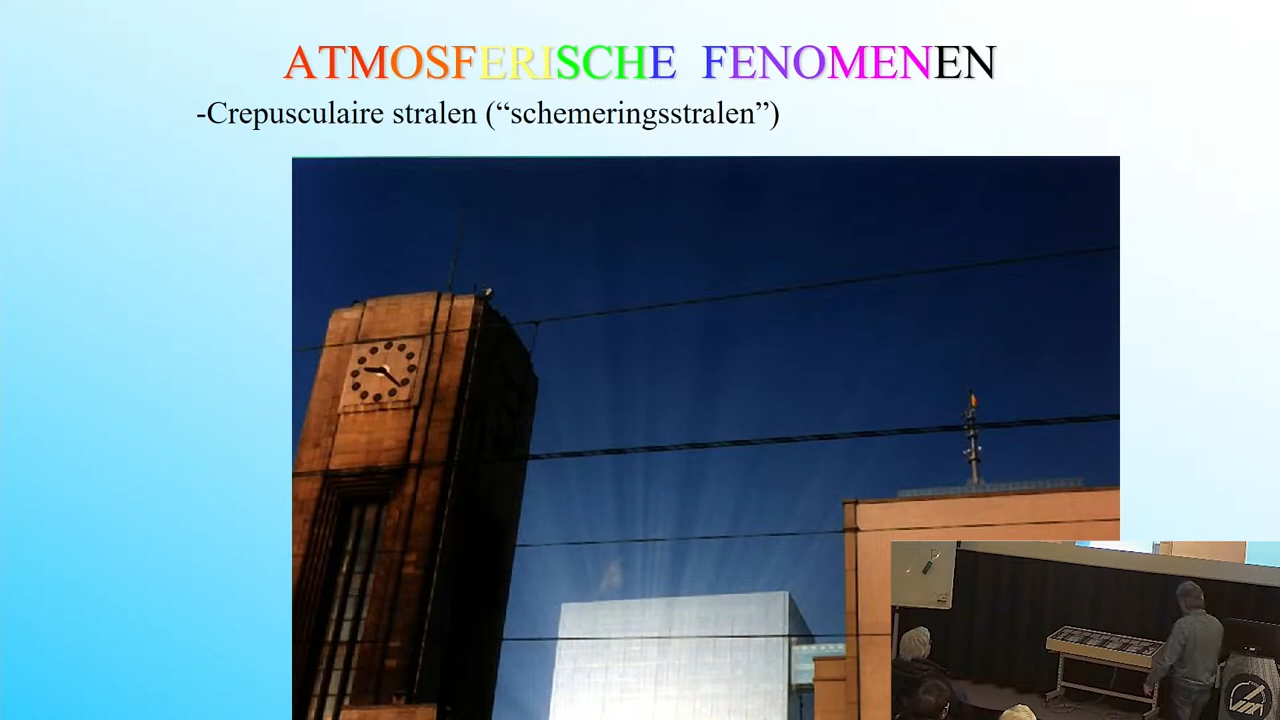 ATMOSFERISCHE FENOMENEN
-Crepusculaire stralen (“schemeringsstralen”)